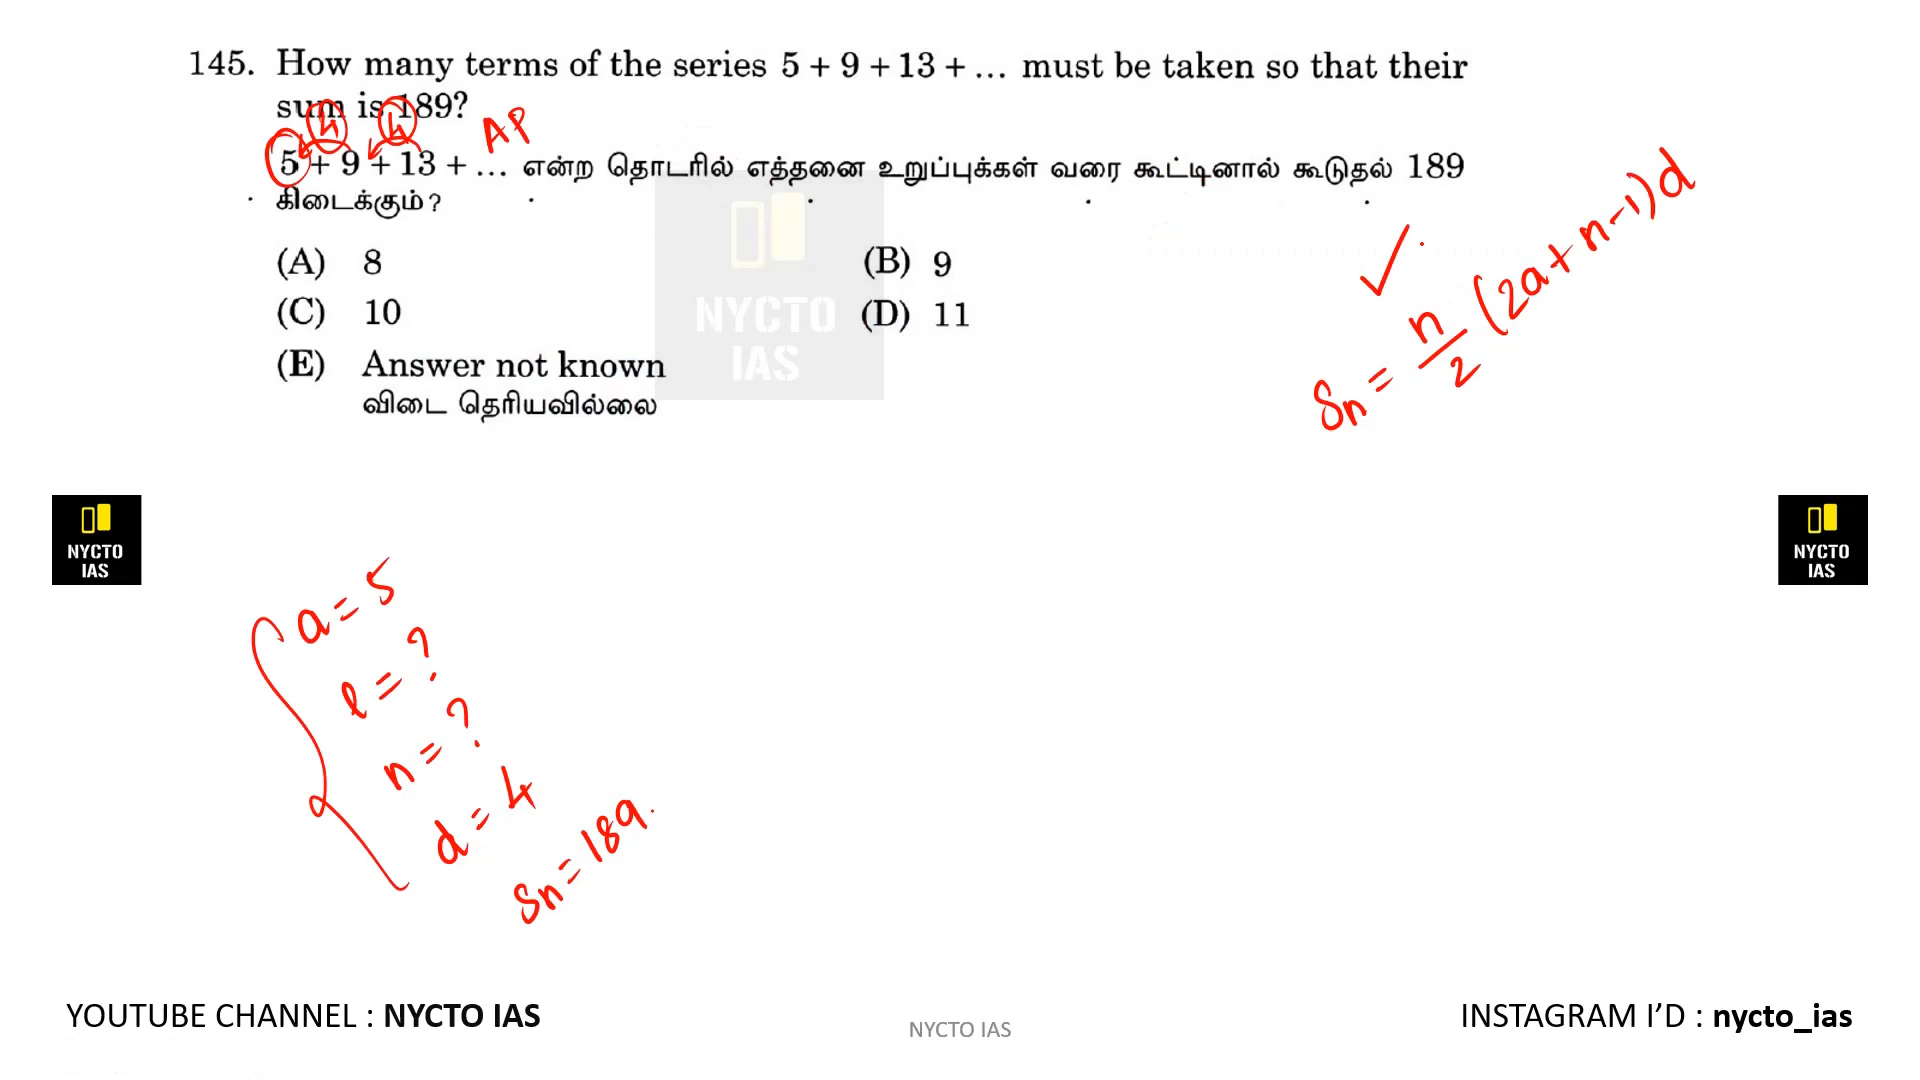 145. How many terms of the series 5 + 9 + 13 + ... must be taken so that their
sum is 189?
4 4 AP
5 + 9 + 13 + ... என்ற தொடரில் எத்தனை உறுப்புக்கள் வரை கூட்டினால் கூடுதல் 189
கிடைக்கும்?
(A) 8 (B) 9
(C) 10 (D) 11
(E) Answer not known
விடை தெரியவில்லை
NYCTO
IAS
Sn = n/2 (2a + n-1)d
NYCTO
IAS
NYCTO
IAS
a = 5
l = ?
n = ?
d = 4
Sn = 189.
YOUTUBE CHANNEL : NYCTO IAS
NYCTO IAS
INSTAGRAM I’D : nycto_ias